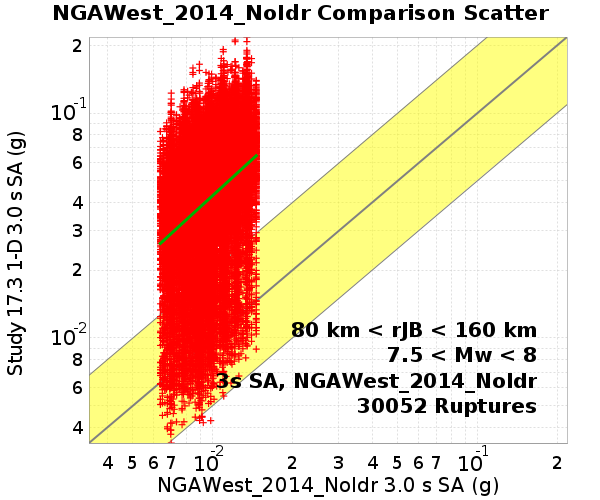 NGAWest_2014_NoIdr Comparison Scatter
Study 17.3 1-D 3.0 s SA (g)
2
10-1
8
6
4
3
2
10-2
8
6
4
80 km < rJB < 160 km
7.5 < Mw < 8
3s SA, NGAWest_2014_NoIdr
30052 Ruptures
4 5 6 7 10-2 2 3 4 5 6 7 10-1 2
NGAWest_2014_NoIdr 3.0 s SA (g)